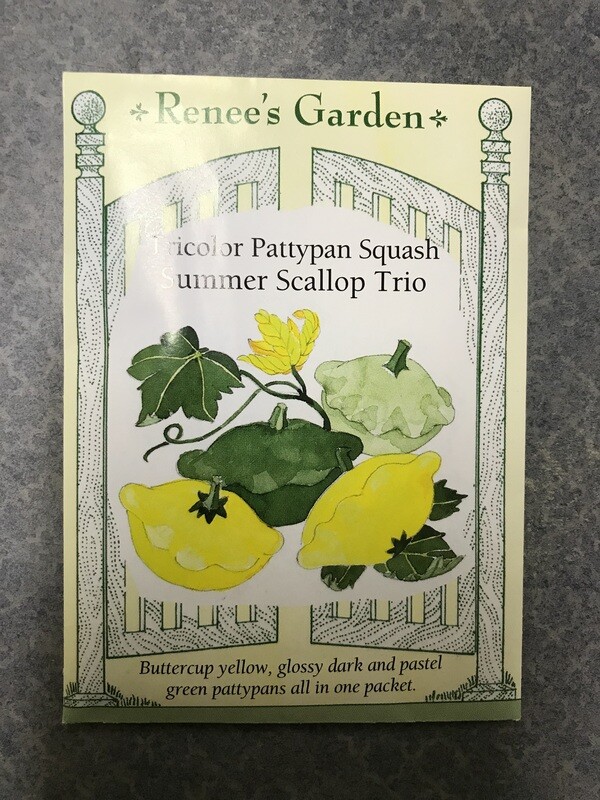 Renee's Garden
Tricolor Pattypan Squash
Summer Scallop Trio
Buttercup yellow, glossy dark and pastel
green pattypans all in one packet.